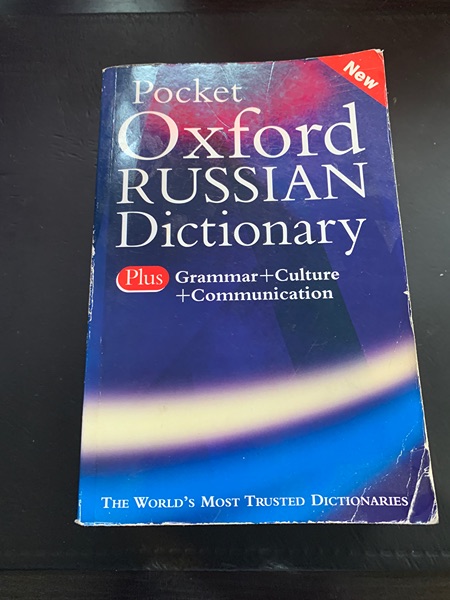 New
Pocket
Oxford
RUSSIAN
Dictionary
Plus Grammar+Culture
+Communication
THE WORLD'S MOST TRUSTED DICTIONARIES